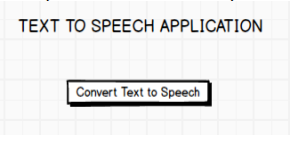 TEXT TO SPEECH APPLICATION
Convert Text to Speech